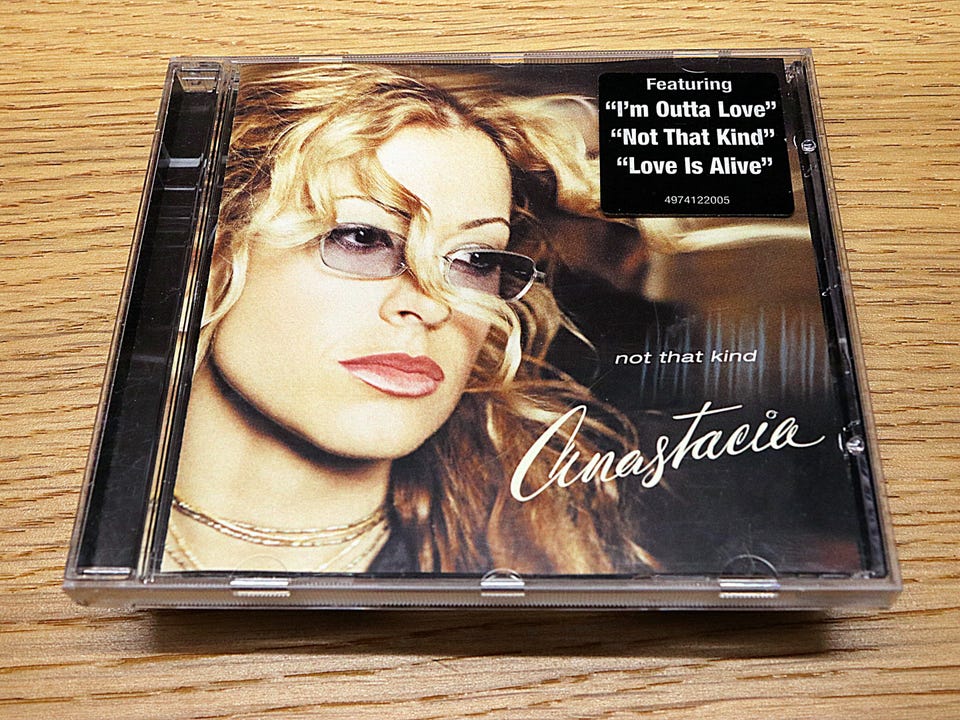 Featuring
“I'm Outta Love”
“Not That Kind”
“Love Is Alive”
4974122005
not that kind
Anastacia